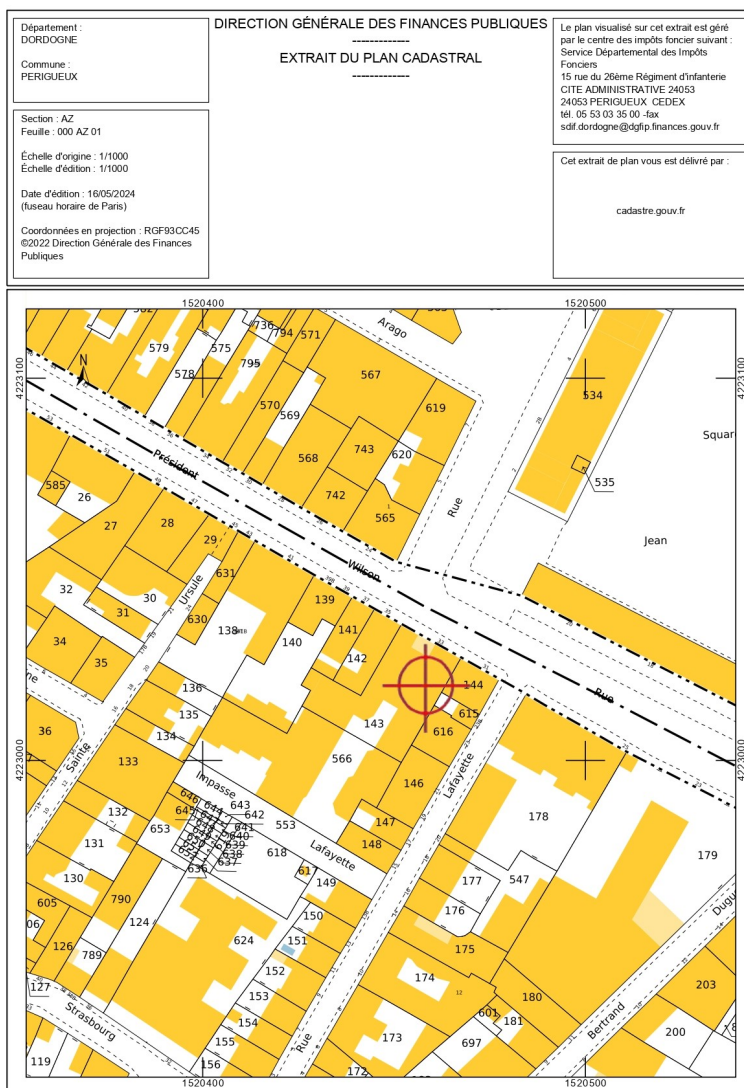 Département :
DORDOGNE
Commune :
PERIGUEUX
Section : AZ
Feuille : 000 AZ 01
Échelle d'origine : 1/1000
Échelle d'édition : 1/1000
Date d'édition : 16/05/2024
(fuseau horaire de Paris)
Coordonnées en projection : RGF93CC45
©2022 Direction Générale des Finances
Publiques
DIRECTION GÉNÉRALE DES FINANCES PUBLIQUES
-------------
EXTRAIT DU PLAN CADASTRAL
-------------
Le plan visualisé sur cet extrait est géré
par le centre des impôts foncier suivant :
Service Départemental des Impôts
Fonciers
15 rue du 26ème Régiment d'infanterie
CITE ADMINISTRATIVE 24053
24053 PERIGUEUX CEDEX
tél. 05 53 03 35 00 -fax
sdif.dordogne@dgfip.finances.gouv.fr
Cet extrait de plan vous est délivré par :
cadastre.gouv.fr
1520400
1520500
4223100
4223100
N
579
578
575
736
794
795
571
Arago
567
570
569
568
619
743
620
742
565
534
535
Square
Jean
Rue
Président
Wilson
Rue
585
26
27
28
29
631
Ursule
32
30
31
630
138
139
141
142
140
34
35
136
135
134
143
144
615
616
566
146
147
148
Lafayette
36
Sainte
133
132
131
130
653
Impasse
Lafayette
646
644
643
642
645
641
640
639
638
637
636
553
618
617
149
4223000
4223000
178
179
177
547
176
175
174
180
181
601
697
173
172
203
200
Bertrand
605
126
790
789
124
127
Strasbourg
119
624
150
151
152
153
154
155
156
Rue
12
1520400
1520500